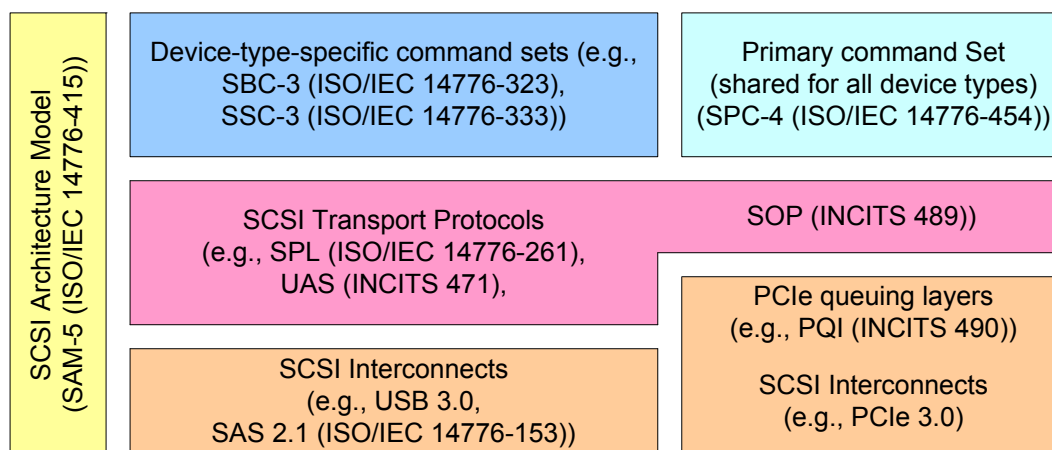 SCSI Architecture Model
(SAM-5 (ISO/IEC 14776-415))
Device-type-specific command sets (e.g.,
SBC-3 (ISO/IEC 14776-323),
SSC-3 (ISO/IEC 14776-333))
Primary command Set
(shared for all device types)
(SPC-4 (ISO/IEC 14776-454))
SCSI Transport Protocols
(e.g., SPL (ISO/IEC 14776-261),
UAS (INCITS 471),
SOP (INCITS 489))
SCSI Interconnects
(e.g., USB 3.0,
SAS 2.1 (ISO/IEC 14776-153))
PCIe queuing layers
(e.g., PQI (INCITS 490))
SCSI Interconnects
(e.g., PCIe 3.0)